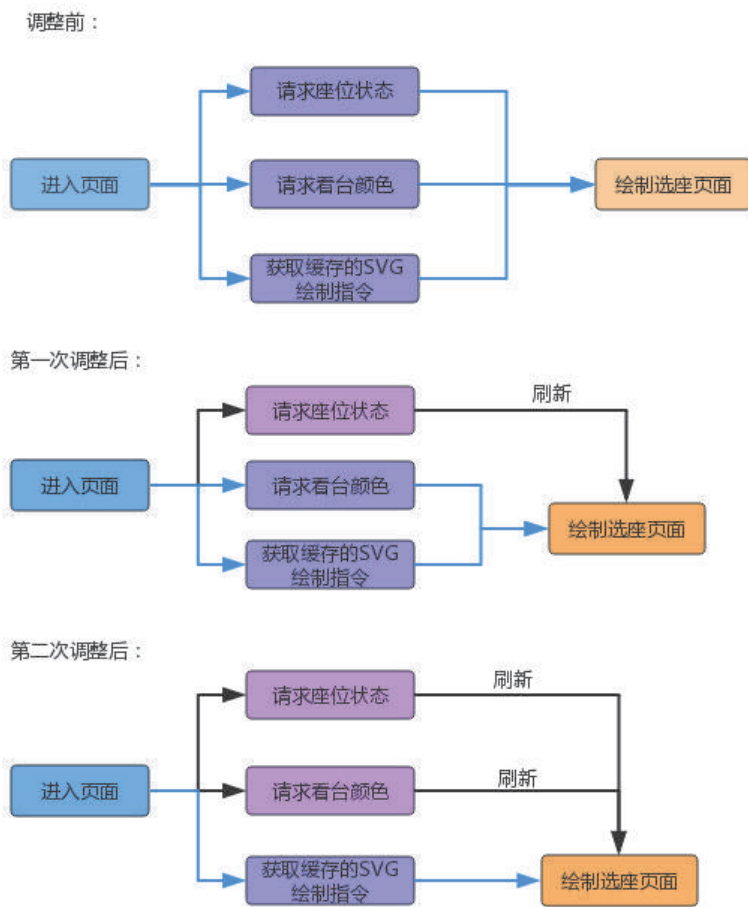 调整前：
请求座位状态
进入页面
请求看台颜色
绘制选座页面
获取缓存的SVG
绘制指令
第一次调整后：
请求座位状态
刷新
进入页面
请求看台颜色
绘制选座页面
获取缓存的SVG
绘制指令
第二次调整后：
请求座位状态
刷新
进入页面
请求看台颜色
刷新
获取缓存的SVG
绘制指令
绘制选座页面